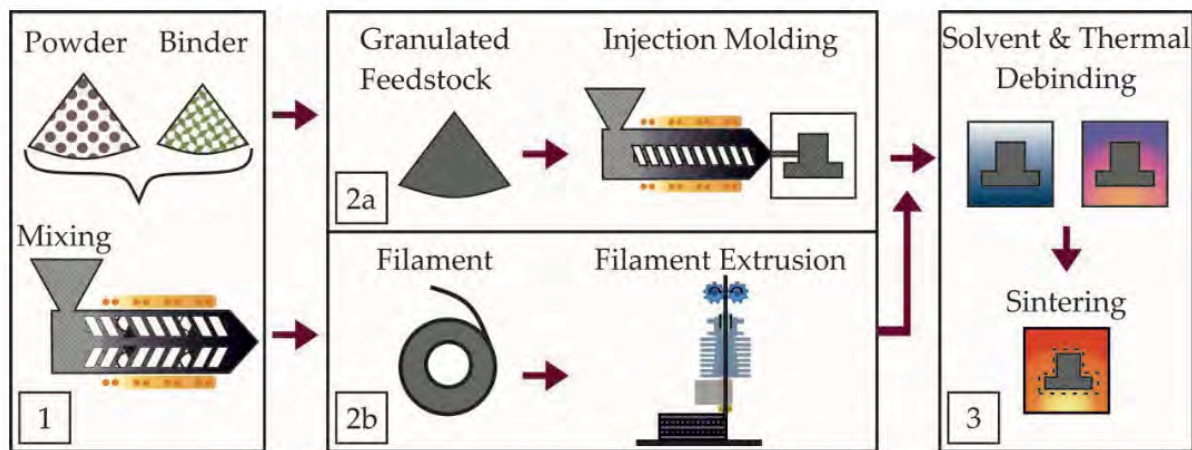 Powder
Binder
Mixing
1
Granulated
Feedstock
Injection Molding
2a
Filament
Filament Extrusion
2b
Solvent & Thermal
Debinding
Sintering
3